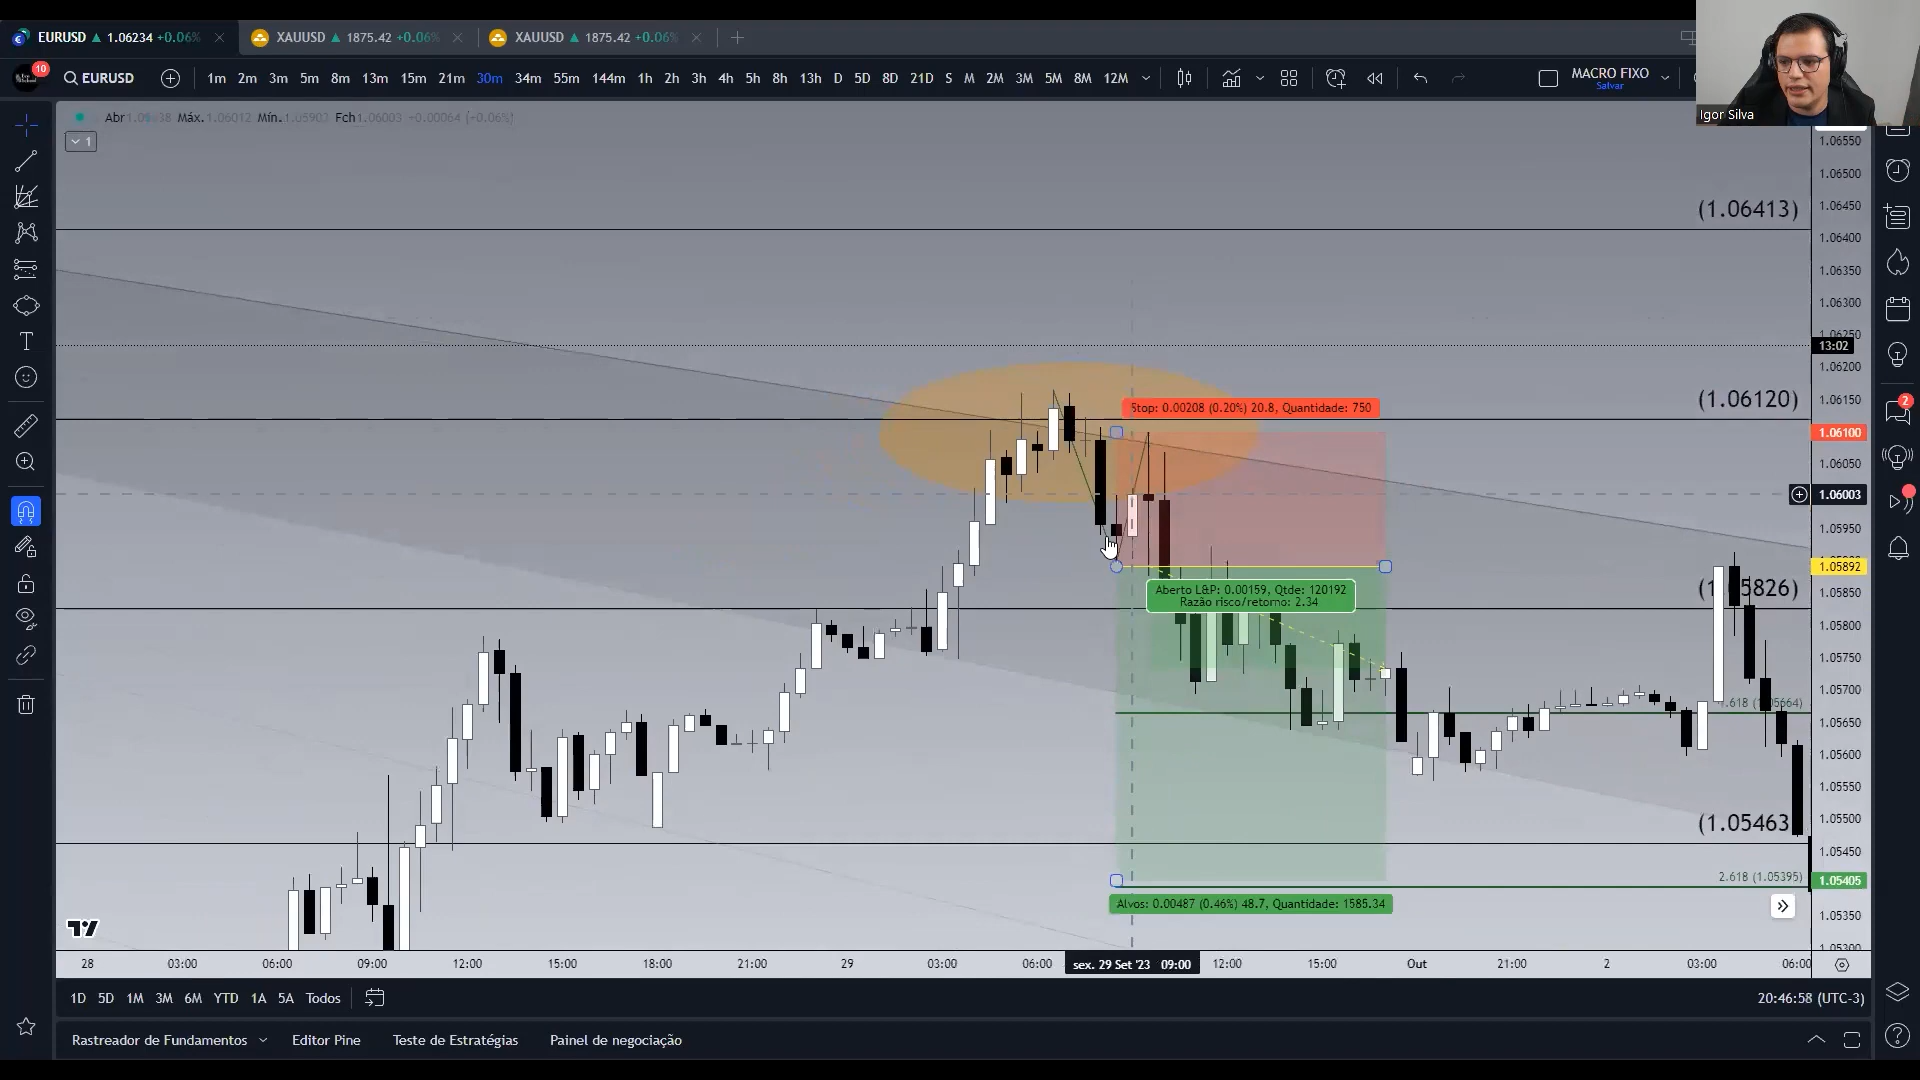 EURUSD 1.06234 +0.06%
XAUUSD 1875.42 +0.06%
XAUUSD 1875.42 +0.06%
Igor Silva
10
EURUSD
1m 2m 3m 5m 8m 13m 15m 21m 30m 34m 55m 144m 1h 2h 3h 4h 5h 8h 13h D 5D 8D 21D S M 2M 3M 5M 8M 12M
MACRO FIXO
Salvar
Abr Máx. 1.06012 Mín. Fch 1.06003 +0.00064 (+0.06%)
1
1.06550
1.06500
(1.06413)
1.06450
1.06400
1.06350
1.06300
1.06250
13:02
1.06200
(1.06120)
1.06150
Stop: 0.00208 (0.20%) 20.8, Quantidade: 750
2
1.06100
1.06050
1.06003
1.05950
1.05892
Aberto L&P: 0.00159, Qtde: 120192
Razão risco/retorno: 2.34
1.05850
1.05800
1.05750
1.05700
1.05650
1.05600
1.05550
1.05500
(1.05463
1.05450
2.618 (1.05395)
1.05405
Alvos: 0.00487 (0.46%) 48.7, Quantidade: 1585.34
1.05350
1.05300
28 03:00 06:00 09:00 12:00 15:00 18:00 21:00 29 03:00 06:00 sex. 29 Set '23 09:00 12:00 15:00 Out 21:00 2 03:00 06:00
1D 5D 1M 3M 6M YTD 1A 5A Todos
20:46:58 (UTC-3)
Rastreador de Fundamentos Editor Pine Teste de Estratégias Painel de negociação